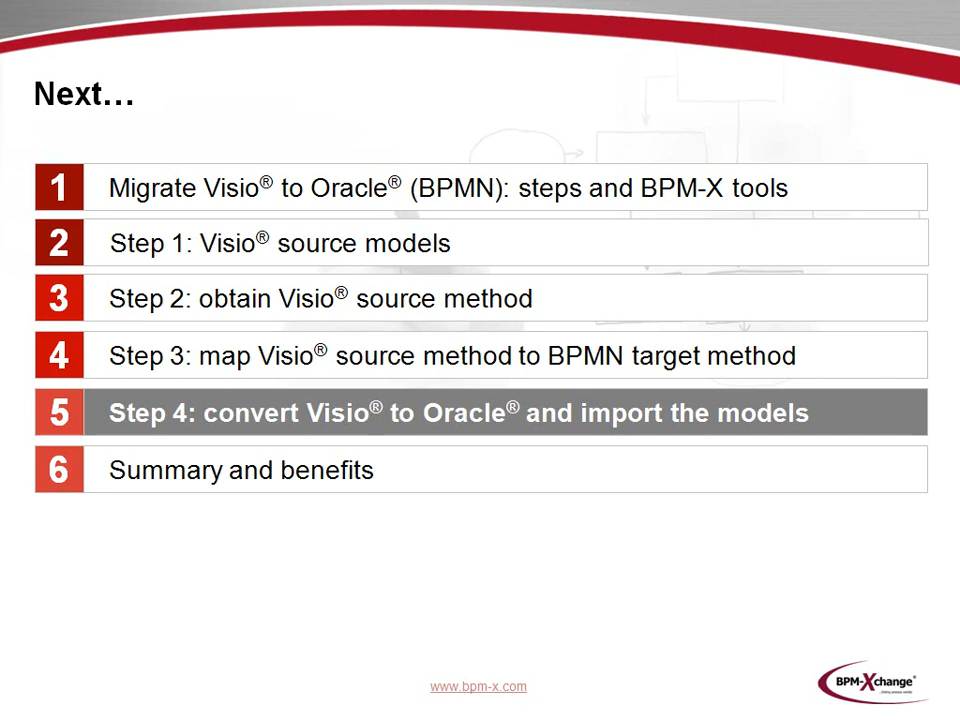 Next…
1 Migrate Visio® to Oracle® (BPMN): steps and BPM-X tools
2 Step 1: Visio® source models
3 Step 2: obtain Visio® source method
4 Step 3: map Visio® source method to BPMN target method
5 Step 4: convert Visio® to Oracle® and import the models
6 Summary and benefits
www.bpm-x.com
BPM-Xchange®